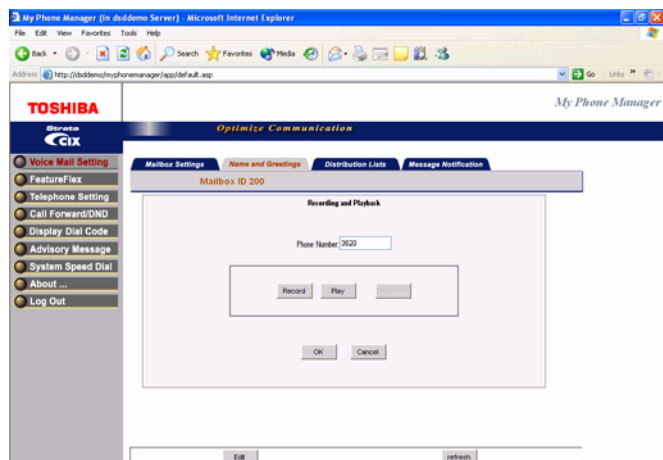 My Phone Manager (in dsddemo Server) - Microsoft Internet Explorer
File Edit View Favorites Tools Help
Back Search Favorites Media
Address http://dsddemo/myphonemanager/app/default.asp Go Links »
TOSHIBA
My Phone Manager
Strata CIX
Optimize Communication
Voice Mail Setting
FeatureFlex
Telephone Setting
Call Forward/DND
Display Dial Code
Advisory Message
System Speed Dial
About ...
Log Out
Mailbox Settings Name and Greetings Distribution Lists Message Notification
Mailbox ID 200
Recording and Playback
Phone Number: 3620
Record Play
OK Cancel
Edit refresh